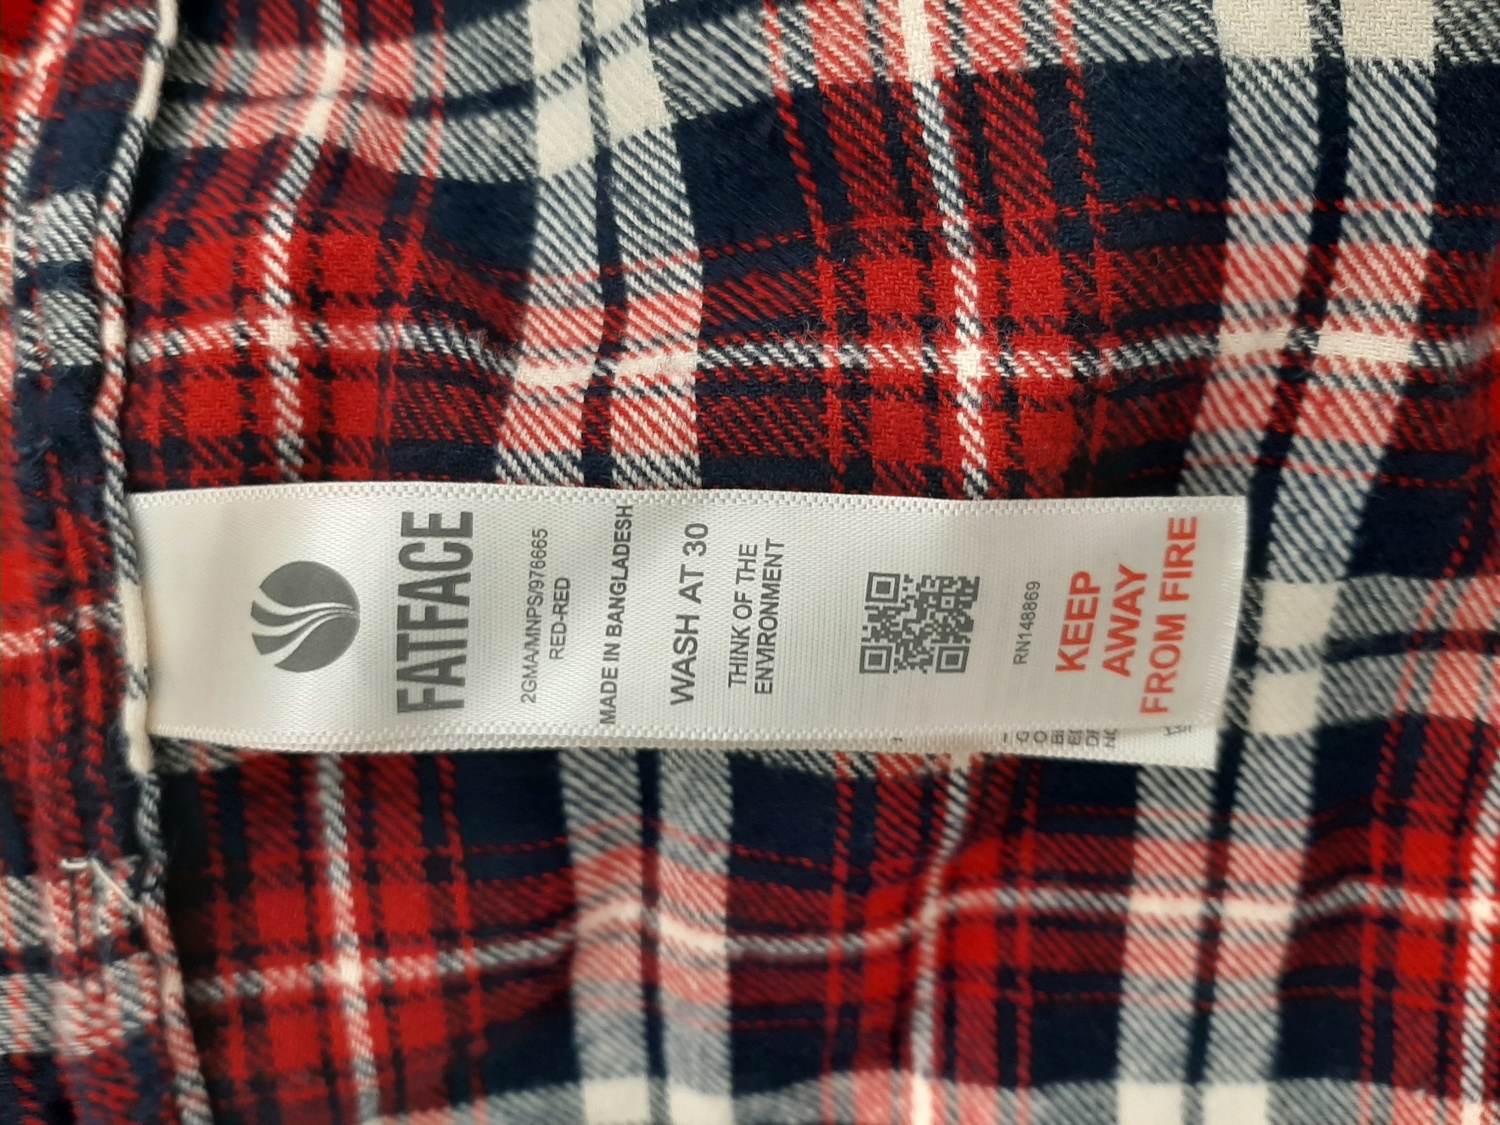 FATFACE
2GMA/MNPS/976665
RED-RED
MADE IN BANGLADESH
WASH AT 30
THINK OF THE
ENVIRONMENT
RN148869
KEEP
AWAY
FROM FIRE